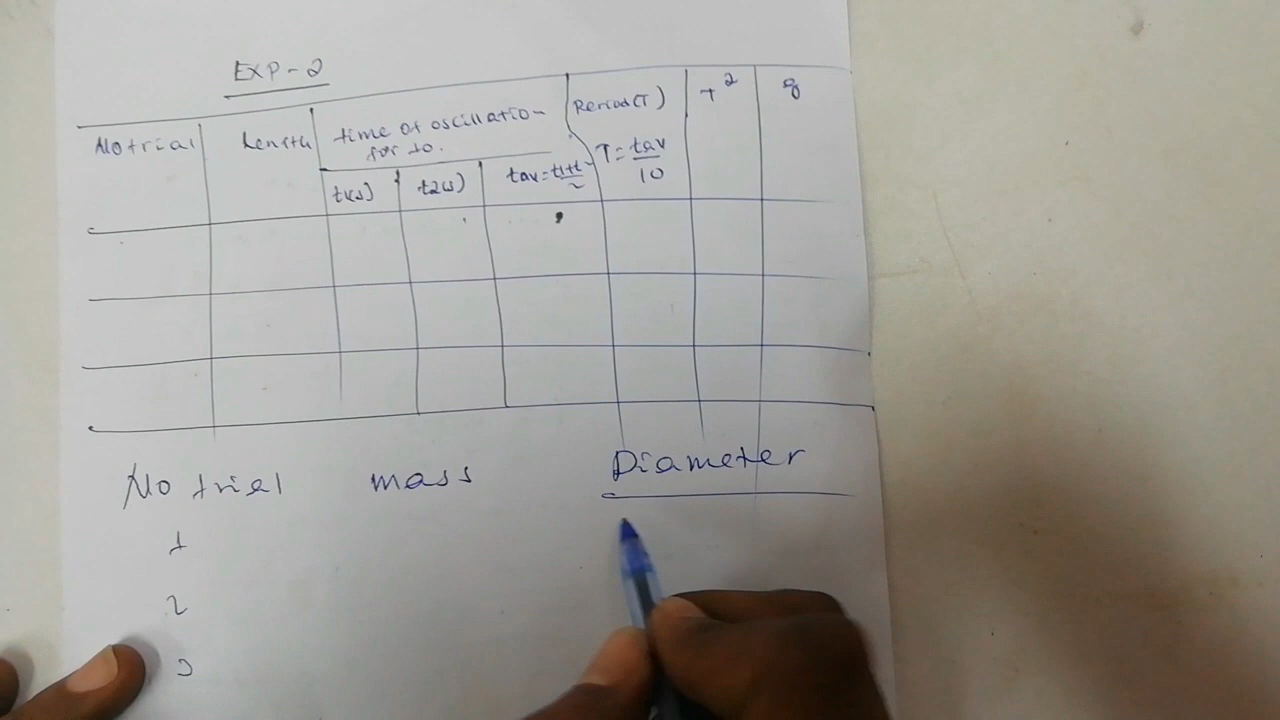 EXP-2
No trial Length time of oscillation Period(T) T² g
for 10. T = tav/10
t1(s) t2(s) tav = t1+t2/2
No trial mass Diameter
1
2
3